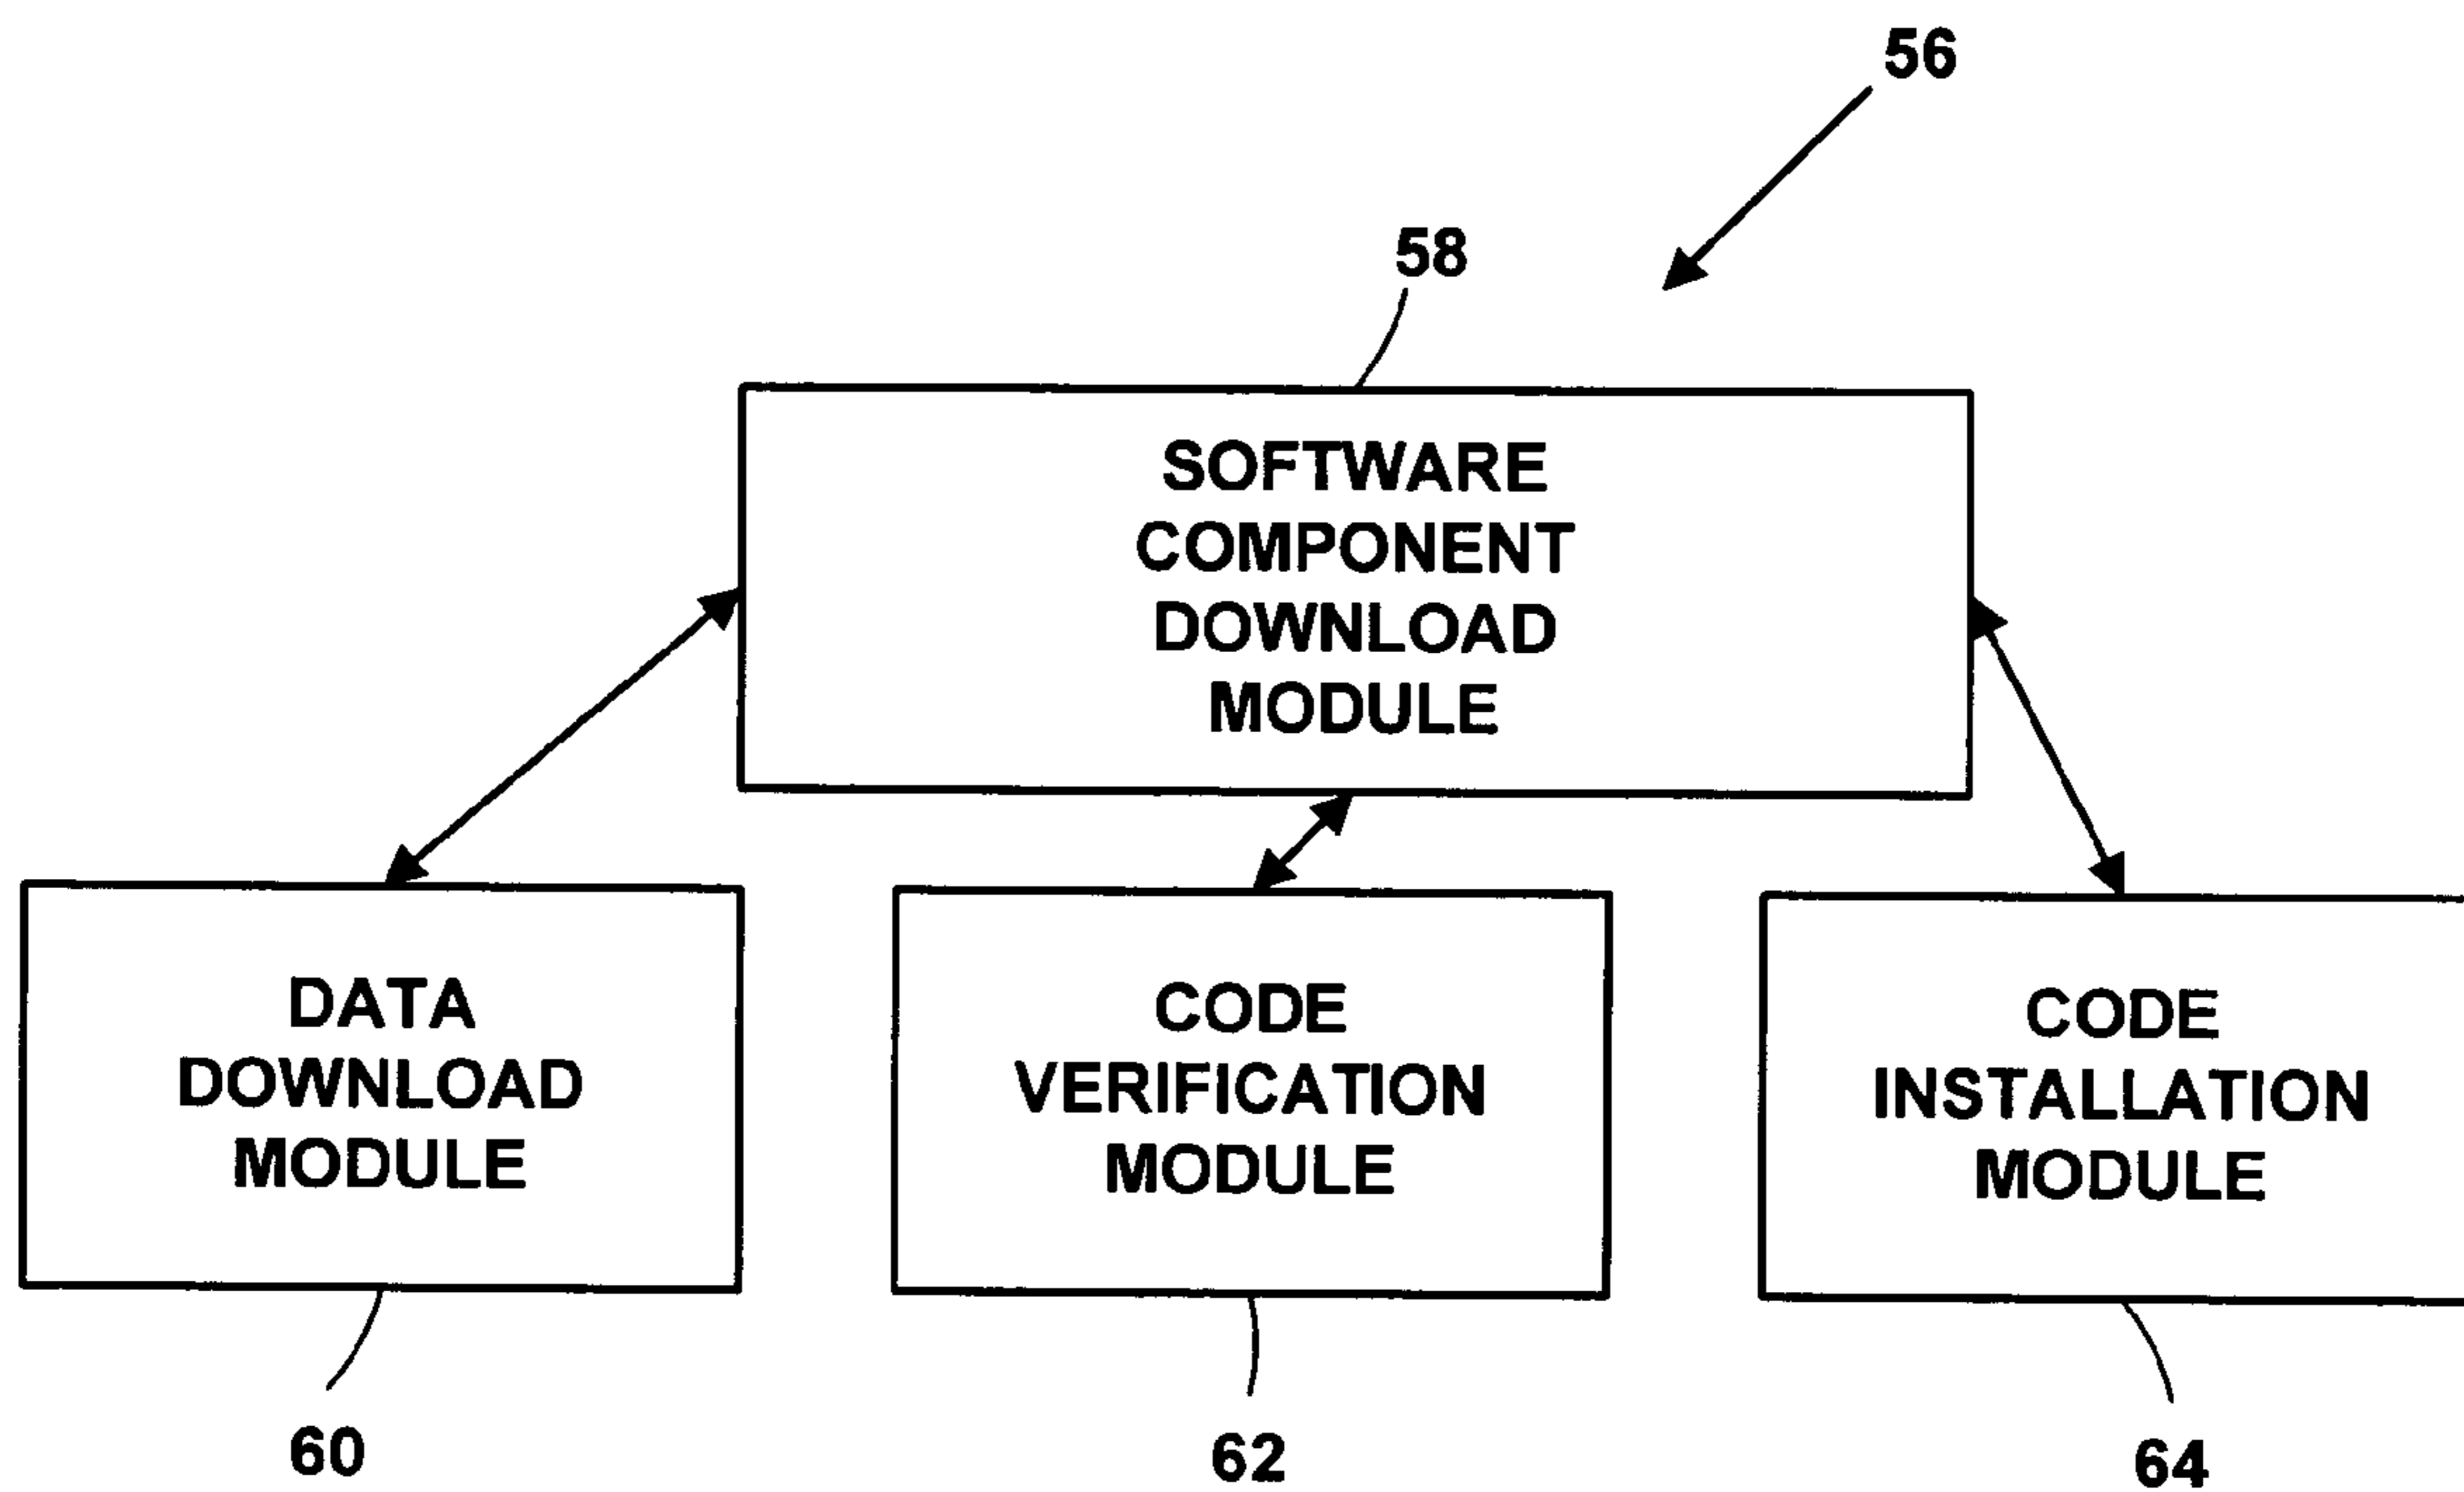 56
58
SOFTWARE
COMPONENT
DOWNLOAD
MODULE
DATA
DOWNLOAD
MODULE
CODE
VERIFICATION
MODULE
CODE
INSTALLATION
MODULE
60
62
64